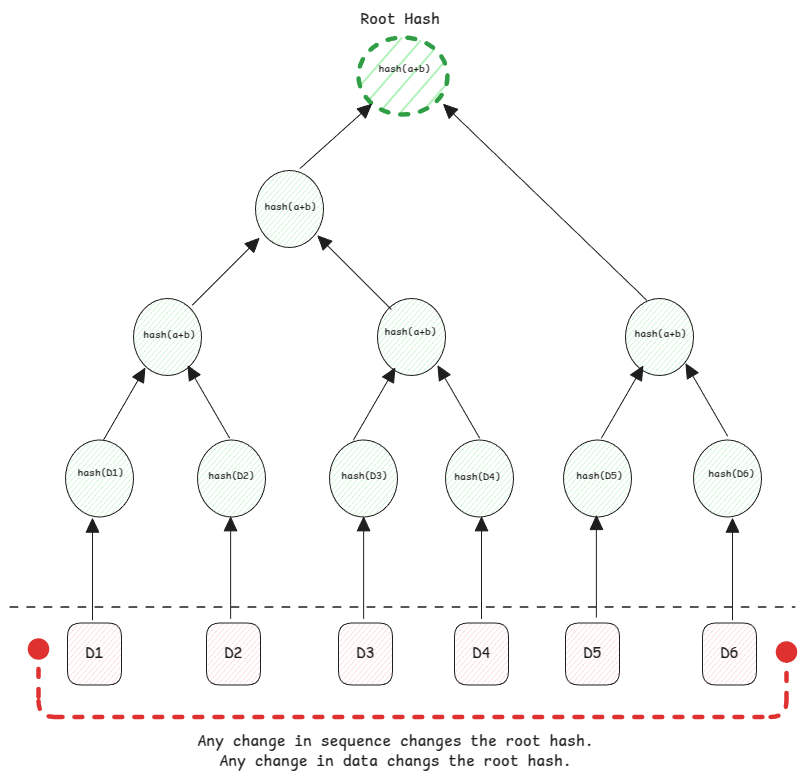 Root Hash
hash(a+b)
hash(a+b)
hash(a+b)
hash(a+b)
hash(a+b)
hash(D1)
hash(D2)
hash(D3)
hash(D4)
hash(D5)
hash(D6)
D1
D2
D3
D4
D5
D6
Any change in sequence changes the root hash.
Any change in data changs the root hash.